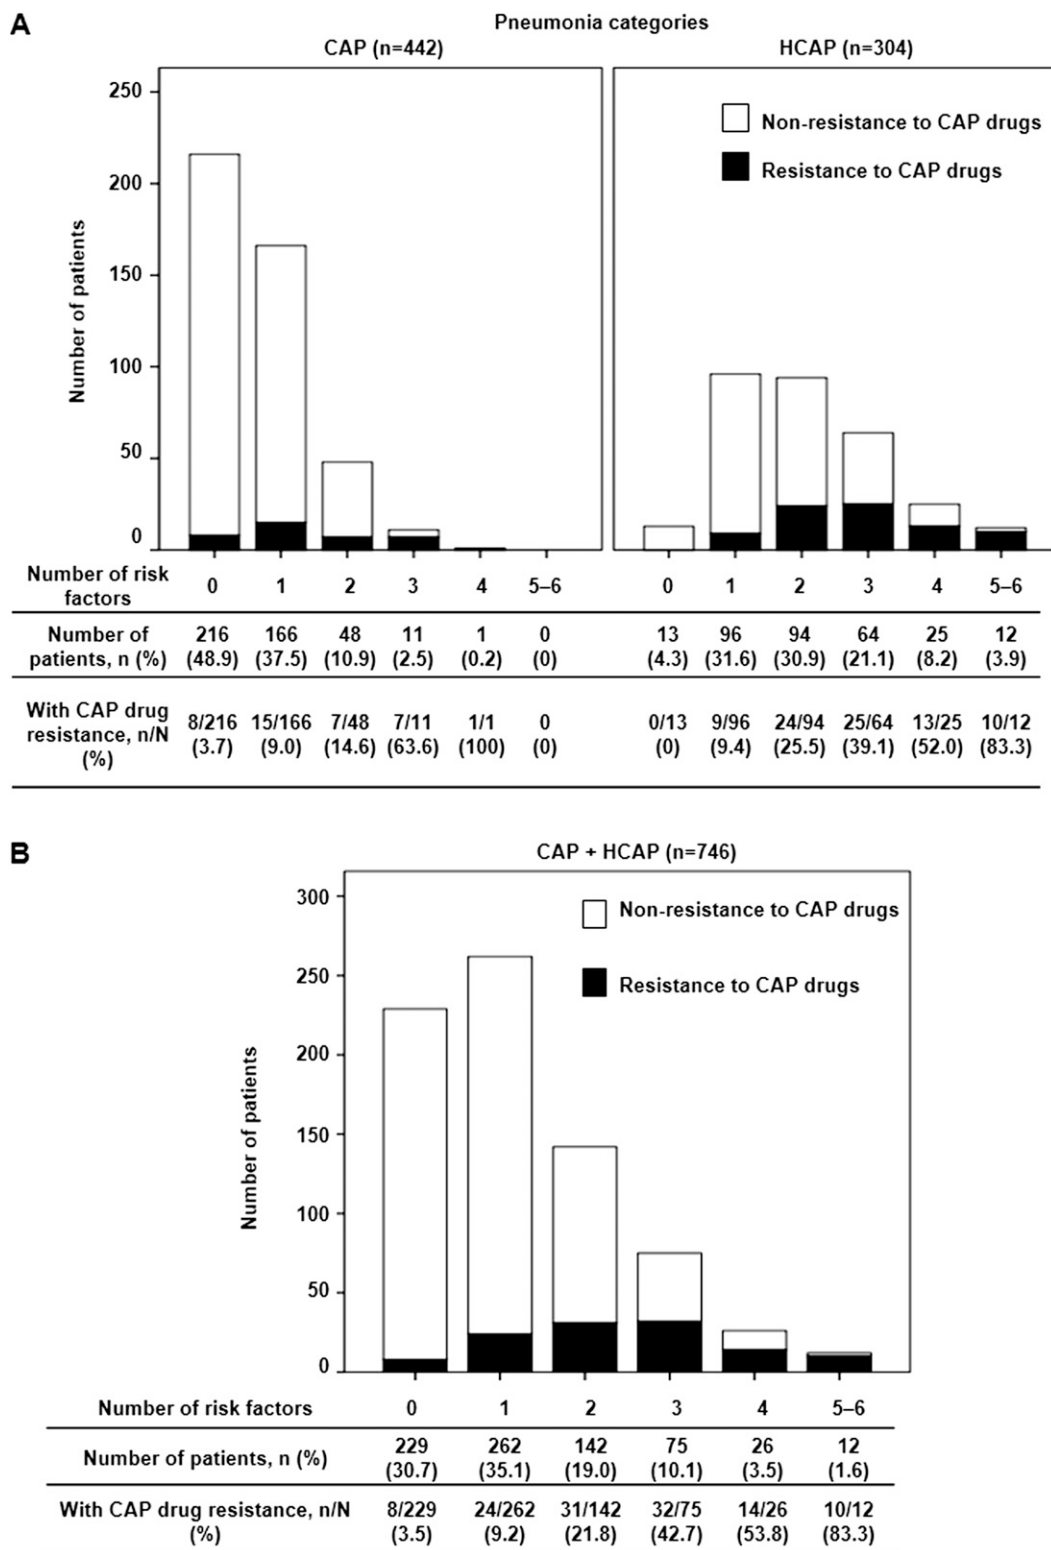 A
Pneumonia categories
CAP (n=442)
HCAP (n=304)
Non-resistance to CAP drugs
Resistance to CAP drugs
Number of patients
250
200
150
100
50
0
Number of risk
factors
0 1 2 3 4 5–6 0 1 2 3 4 5–6
Number of
patients, n (%)
216 166 48 11 1 0 13 96 94 64 25 12
(48.9) (37.5) (10.9) (2.5) (0.2) (0) (4.3) (31.6) (30.9) (21.1) (8.2) (3.9)
With CAP drug
resistance, n/N
(%)
8/216 15/166 7/48 7/11 1/1 0 0/13 9/96 24/94 25/64 13/25 10/12
(3.7) (9.0) (14.6) (63.6) (100) (0) (0) (9.4) (25.5) (39.1) (52.0) (83.3)
B
CAP + HCAP (n=746)
Non-resistance to CAP drugs
Resistance to CAP drugs
Number of patients
300
250
200
150
100
50
0
Number of risk factors 0 1 2 3 4 5–6
Number of patients, n (%)
229 262 142 75 26 12
(30.7) (35.1) (19.0) (10.1) (3.5) (1.6)
With CAP drug resistance, n/N
(%)
8/229 24/262 31/142 32/75 14/26 10/12
(3.5) (9.2) (21.8) (42.7) (53.8) (83.3)